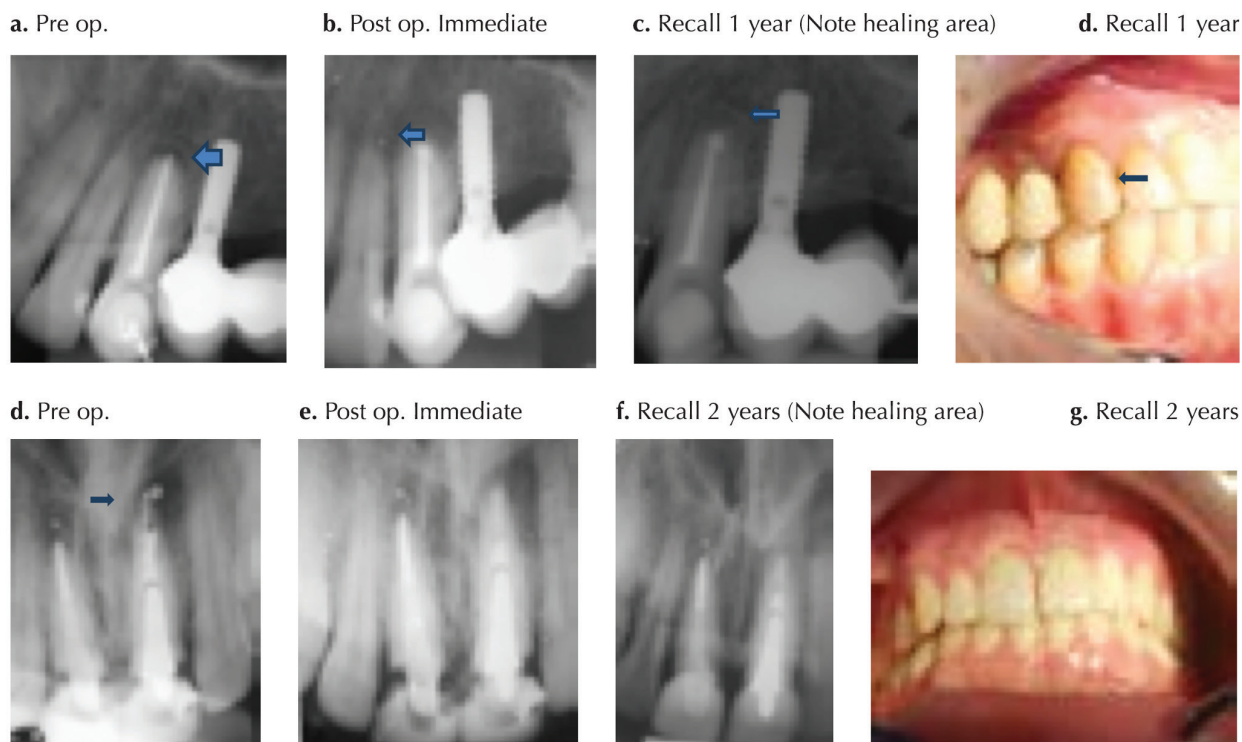 a. Pre op.
b. Post op. Immediate
c. Recall 1 year (Note healing area)
d. Recall 1 year
d. Pre op.
e. Post op. Immediate
f. Recall 2 years (Note healing area)
g. Recall 2 years